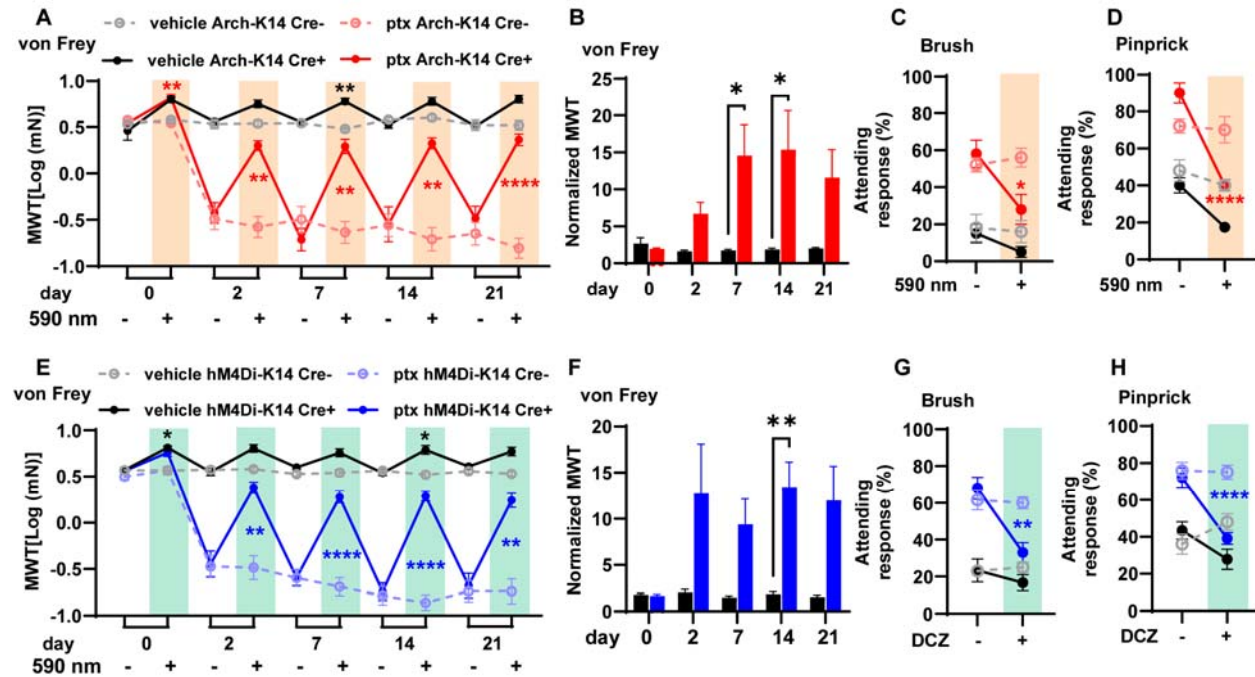 A
vehicle Arch-K14 Cre-
ptx Arch-K14 Cre-
von Frey
vehicle Arch-K14 Cre+
ptx Arch-K14 Cre+
MWT[Log (mN)]
1.0
0.5
0.0
-0.5
-1.0
**
**
**
**
**
****
day
0
2
7
14
21
590 nm
- + - + - + - + - +
B
von Frey
Normalized MWT
25
20
15
10
5
0
*
*
**
day
0 2 7 14 21
C
Brush
Attending
response (%)
100
80
60
40
20
0
*
590 nm
- +
D
Pinprick
Attending
response (%)
100
80
60
40
20
0
****
590 nm
- +
E
vehicle hM4Di-K14 Cre-
ptx hM4Di-K14 Cre-
von Frey
vehicle hM4Di-K14 Cre+
ptx hM4Di-K14 Cre+
MWT[Log (mN)]
1.0
0.5
0.0
-0.5
-1.0
*
*
**
****
****
**
day
0
2
7
14
21
590 nm
- + - + - + - + - +
F
von Frey
Normalized MWT
20
15
10
5
0
**
day
0 2 7 14 21
G
Brush
Attending
response (%)
100
80
60
40
20
0
**
DCZ
- +
H
Pinprick
Attending
response (%)
100
80
60
40
20
0
****
DCZ
- +